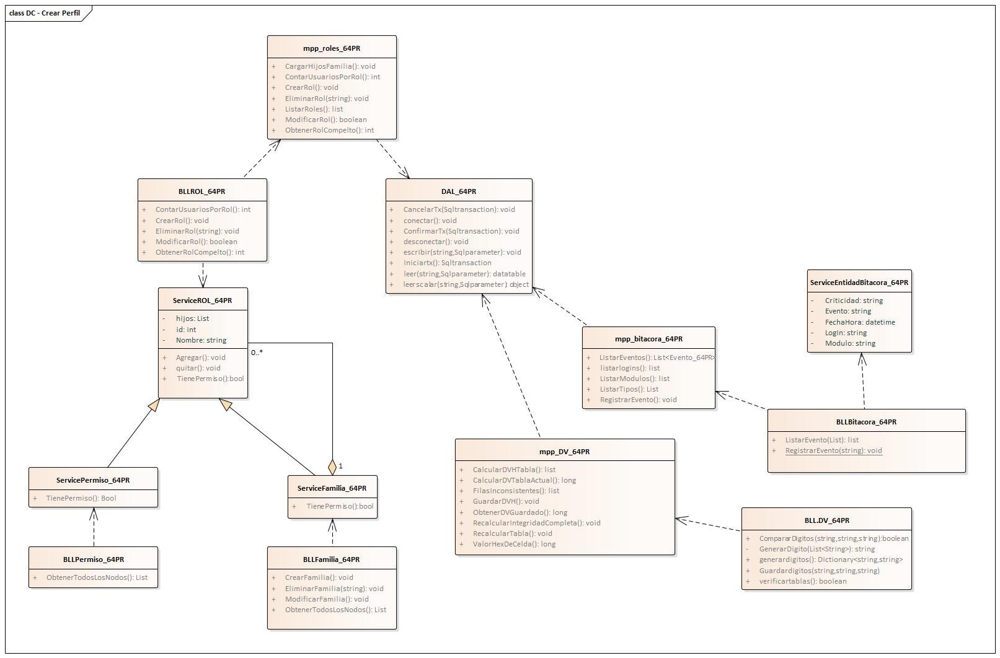 class DC - Crear Perfil
mpp_roles_64PR
+ CargarHijosFamilia(): void
+ ContarUsuariosPorRol(): int
+ CrearRol(): void
+ EliminarRol(string): void
+ ListarRoles(): list
+ ModificarRol(): boolean
+ ObtenerRolCompelto(): int
BLLROL_64PR
+ ContarUsuariosPorRol(): int
+ CrearRol(): void
+ EliminarRol(string): void
+ ModificarRol(): boolean
+ ObtenerRolCompelto(): int
DAL_64PR
+ CancelarTx(Sqltransaction): void
+ conectar(): void
+ ConfirmarTx(Sqltransaction): void
+ desconectar(): void
+ escribir(string,Sqlparameter): void
+ Iniciartx(): Sqltransaction
+ leer(string,Sqlparameter): datatable
+ leerscalar(string,Sqlparameter): object
ServiceROL_64PR
- hijos: List
- id: int
- Nombre: string
+ Agregar(): void
+ quitar(): void
+ TienePermiso():bool
0..*
1
ServiceEntidadBitacora_64PR
- Criticidad: string
- Evento: string
- FechaHora: datetime
- LogIn: string
- Modulo: string
mpp_bitacora_64PR
+ ListarEventos(): List<Evento_64PR>
+ listarlogins(): list
+ ListarModulos(): list
+ ListarTipos(): List
+ RegistrarEvento(): void
BLLBitacora_64PR
+ ListarEvento(List): list
+ RegistrarEvento(string): void
ServicePermiso_64PR
+ TienePermiso(): Bool
ServiceFamilia_64PR
+ TienePermiso():bool
mpp_DV_64PR
+ CalcularDVHTabla(): list
+ CalcularDVTablaActual(): long
+ FilasInconsistentes(): list
+ GuardarDVH(): void
+ ObtenerDVGuardado(): long
+ RecalcularIntegridadCompleta(): void
+ RecalcularTabla(): void
+ ValorHexDeCelda(): long
BLL.DV_64PR
+ CompararDigitos(string,string,string):boolean
- GenerarDigito(List<String>): string
+ generardigitos(): Dictionary<string,string>
+ Guardardigitos(string,string,string)
+ verificartablas(): boolean
BLLPermiso_64PR
+ ObtenerTodosLosNodos(): List
BLLFamilia_64PR
+ CrearFamilia(): void
+ EliminarFamilia(string): void
+ ModificarFamilia(): void
+ ObtenerTodosLosNodos(): List